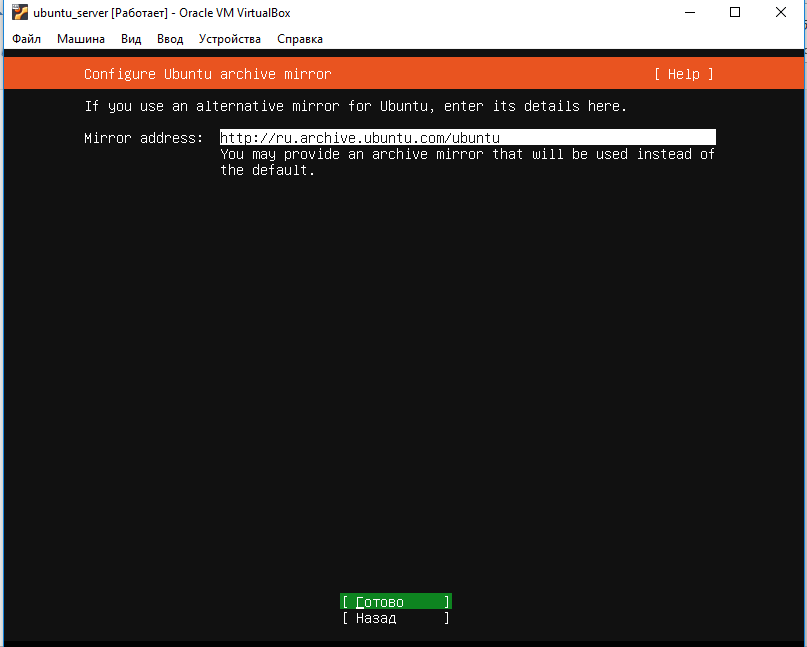 ubuntu_server [Работает] - Oracle VM VirtualBox
Файл Машина Вид Ввод Устройства Справка
Configure Ubuntu archive mirror [ Help ]
If you use an alternative mirror for Ubuntu, enter its details here.
Mirror address: http://ru.archive.ubuntu.com/ubuntu
You may provide an archive mirror that will be used instead of
the default.
[ Готово ]
[ Назад ]